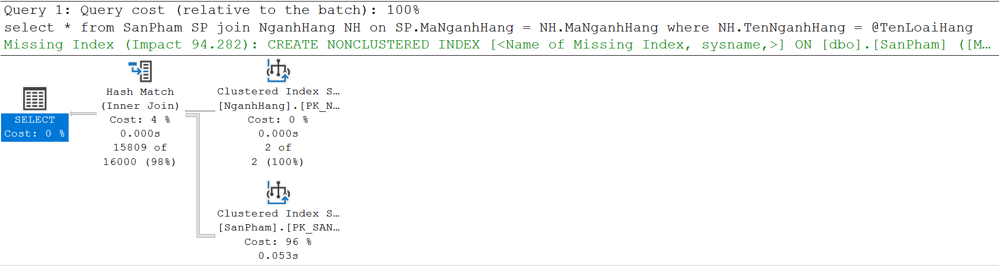 Query 1: Query cost (relative to the batch): 100%
select * from SanPham SP join NganhHang NH on SP.MaNganhHang = NH.MaNganhHang where NH.TenNganhHang = @TenLoaiHang
Missing Index (Impact 94.282): CREATE NONCLUSTERED INDEX [<Name of Missing Index, sysname,>] ON [dbo].[SanPham] ([M…
SELECT
Cost: 0 %
Hash Match
(Inner Join)
Cost: 4 %
0.000s
15809 of
16000 (98%)
Clustered Index S…
[NganhHang].[PK_N…
Cost: 0 %
0.000s
2 of
2 (100%)
Clustered Index S…
[SanPham].[PK_SAN…
Cost: 96 %
0.053s